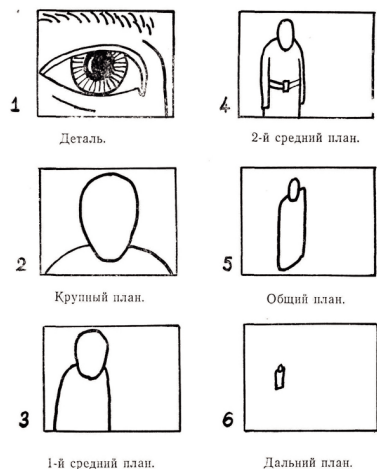 1
Деталь.
2
Крупный план.
3
1-й средний план.
4
2-й средний план.
5
Общий план.
6
Дальний план.